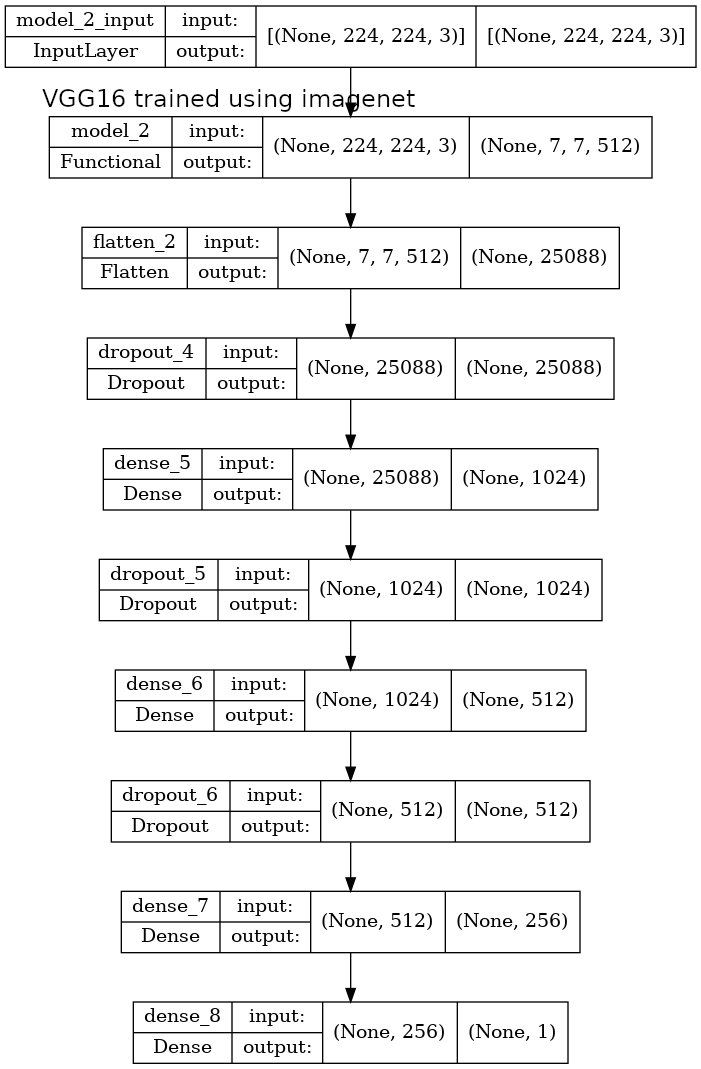 model_2_input input: [(None, 224, 224, 3)] [(None, 224, 224, 3)]
InputLayer output:
VGG16 trained using imagenet
model_2 input: (None, 224, 224, 3) (None, 7, 7, 512)
Functional output:
flatten_2 input: (None, 7, 7, 512) (None, 25088)
Flatten output:
dropout_4 input: (None, 25088) (None, 25088)
Dropout output:
dense_5 input: (None, 25088) (None, 1024)
Dense output:
dropout_5 input: (None, 1024) (None, 1024)
Dropout output:
dense_6 input: (None, 1024) (None, 512)
Dense output:
dropout_6 input: (None, 512) (None, 512)
Dropout output:
dense_7 input: (None, 512) (None, 256)
Dense output:
dense_8 input: (None, 256) (None, 1)
Dense output: